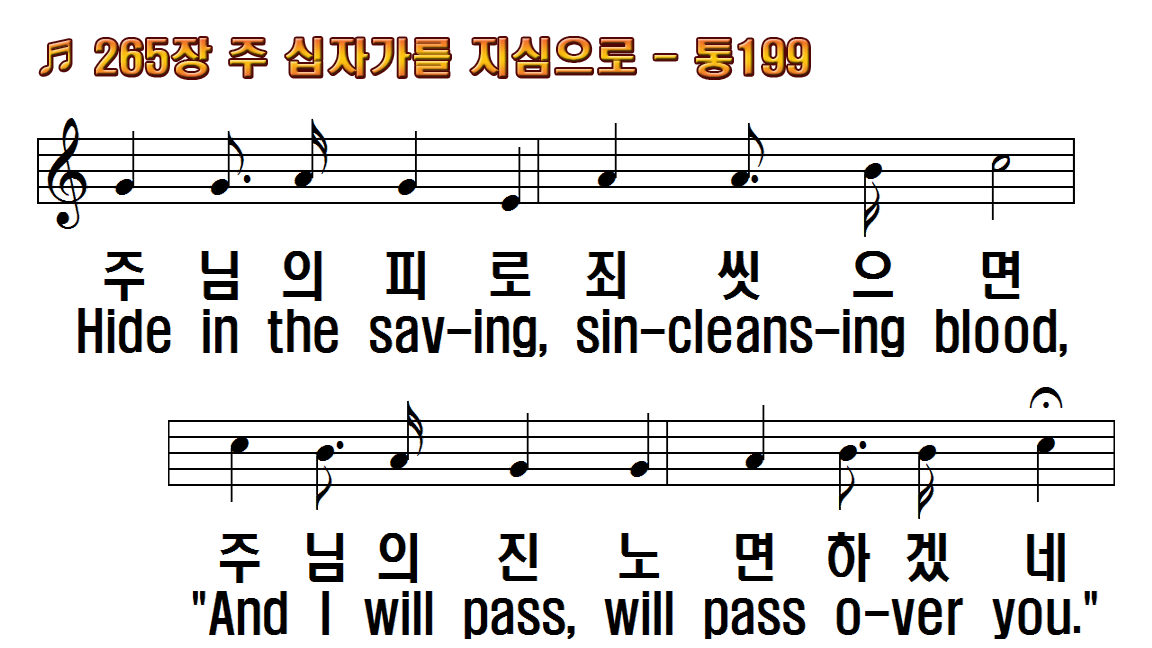 ♬ 265장 주 십자가를 지심으로 - 통199
주 님 의 피 로 죄 씻 으 면
Hide in the sav-ing, sin-cleans-ing blood,
주 님 의 진 노 면 하 겠 네
"And I will pass, will pass o-ver you."